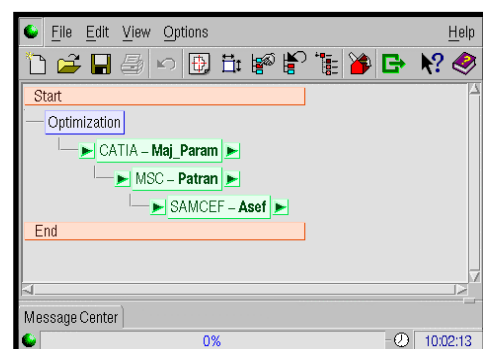 File Edit View Options Help
Start
Optimization
CATIA – Maj_Param
MSC – Patran
SAMCEF – Asef
End
Message Center
0% 10:02:13